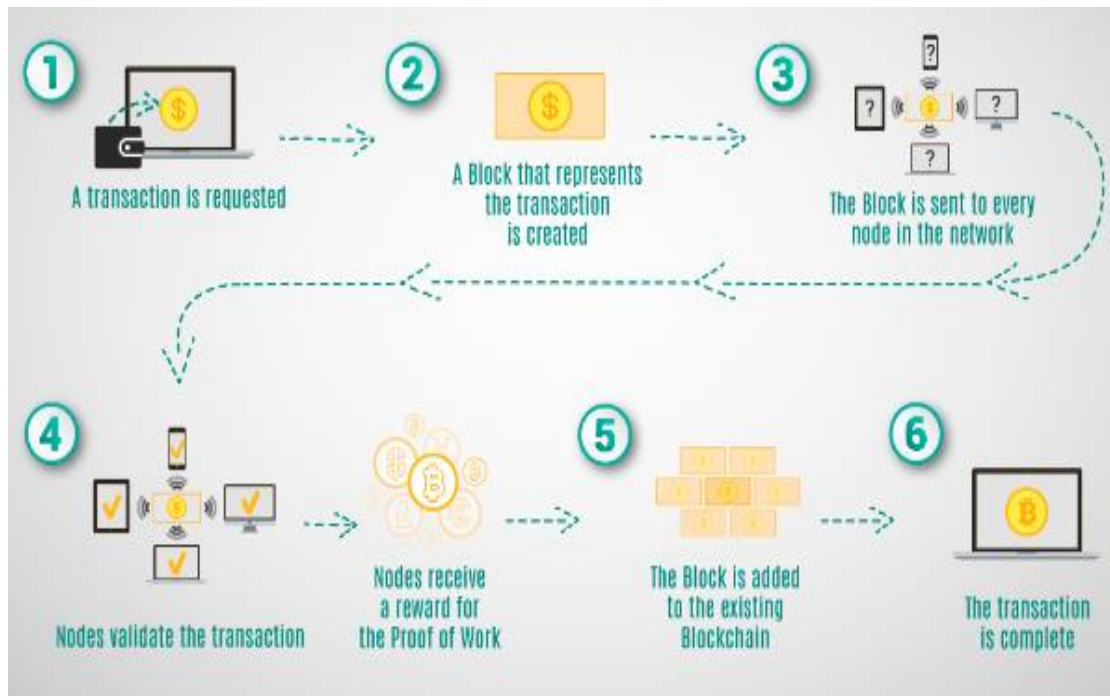 1
A transaction is requested
2
A Block that represents
the transaction
is created
3
?
?
?
?
The Block is sent to every
node in the network
4
Nodes validate the transaction
Nodes receive
a reward for
the Proof of Work
5
The Block is added
to the existing
Blockchain
6
The transaction
is complete